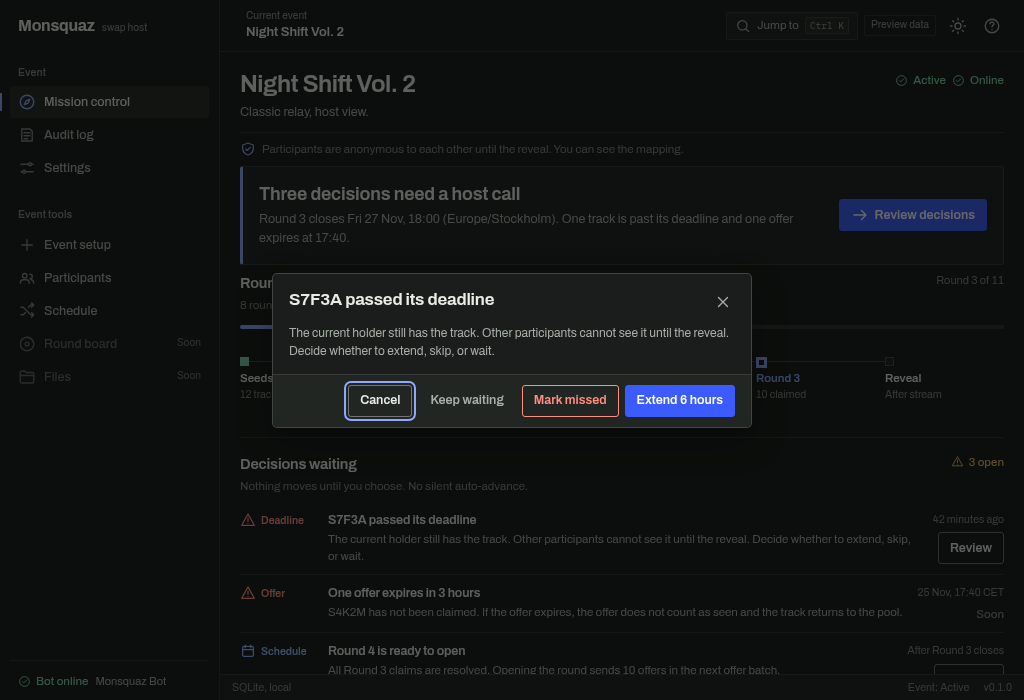 Monsquaz swap host
Event
Mission control
Audit log
Settings
Event tools
Event setup
Participants
Schedule
Round board Soon
Files Soon
Bot online Monsquaz Bot
Current event
Night Shift Vol. 2
Jump to Ctrl K
Preview data
Night Shift Vol. 2
Active Online
Classic relay, host view.
Participants are anonymous to each other until the reveal. You can see the mapping.
Three decisions need a host call
Round 3 closes Fri 27 Nov, 18:00 (Europe/Stockholm). One track is past its deadline and one offer
expires at 17:40.
Review decisions
Round 3 of 11
8 roun
S7F3A passed its deadline
The current holder still has the track. Other participants cannot see it until the reveal.
Decide whether to extend, skip, or wait.
Cancel Keep waiting Mark missed Extend 6 hours
Seeds
12 trac
Round 3
10 claimed
Reveal
After stream
Decisions waiting
3 open
Nothing moves until you choose. No silent auto-advance.
Deadline
S7F3A passed its deadline
42 minutes ago
The current holder still has the track. Other participants cannot see it until the reveal. Decide whether to extend, skip,
or wait.
Review
Offer
One offer expires in 3 hours
25 Nov, 17:40 CET
S4K2M has not been claimed. If the offer expires, the offer does not count as seen and the track returns to the pool.
Soon
Schedule
Round 4 is ready to open
After Round 3 closes
All Round 3 claims are resolved. Opening the round sends 10 offers in the next offer batch.
SQLite, local
Event: Active v0.1.0